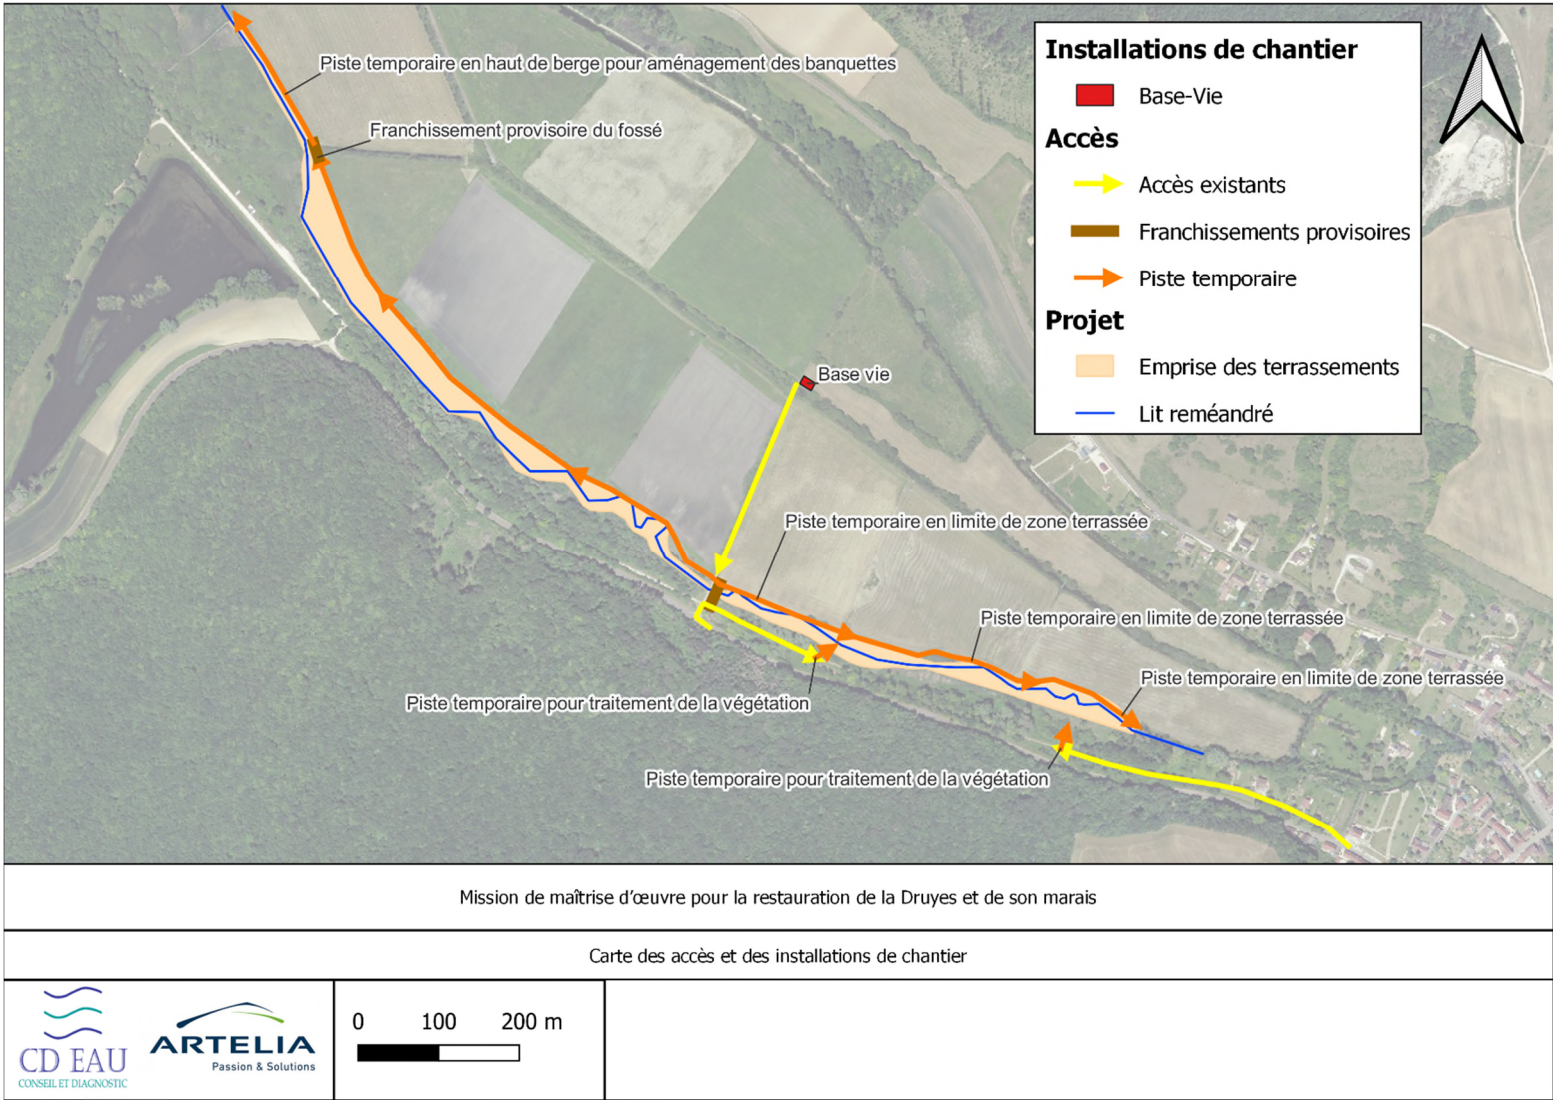 Piste temporaire en haut de berge pour aménagement des banquettes
Franchissement provisoire du fossé
Base vie
Piste temporaire en limite de zone terrassée
Piste temporaire en limite de zone terrassée
Piste temporaire en limite de zone terrassée
Piste temporaire pour traitement de la végétation
Piste temporaire pour traitement de la végétation
Installations de chantier
Base-Vie
Accès
Accès existants
Franchissements provisoires
Piste temporaire
Projet
Emprise des terrassements
Lit reméandré
Mission de maîtrise d'œuvre pour la restauration de la Druyes et de son marais
Carte des accès et des installations de chantier
CD EAU
CONSEIL ET DIAGNOSTIC
ARTELIA
Passion & Solutions
0 100 200 m